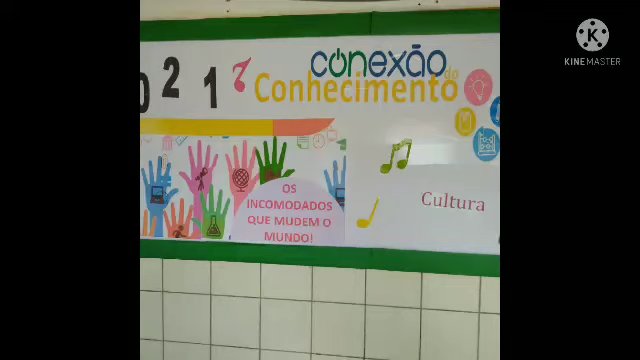 021
conexão
do
Conhecimento
OS
INCOMODADOS
QUE MUDEM O
MUNDO!
Cultura
KINEMASTER